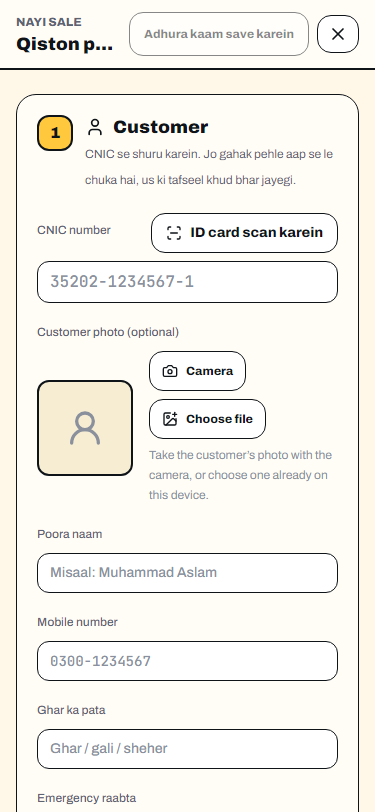 NAYI SALE
Qiston p...
Adhura kaam save karein
1
Customer
CNIC se shuru karein. Jo gahak pehle aap se le
chuka hai, us ki tafseel khud bhar jayegi.
CNIC number
ID card scan karein
35202-1234567-1
Customer photo (optional)
Camera
Choose file
Take the customer's photo with the
camera, or choose one already on
this device.
Poora naam
Misaal: Muhammad Aslam
Mobile number
0300-1234567
Ghar ka pata
Ghar / gali / sheher
Emergency raabta